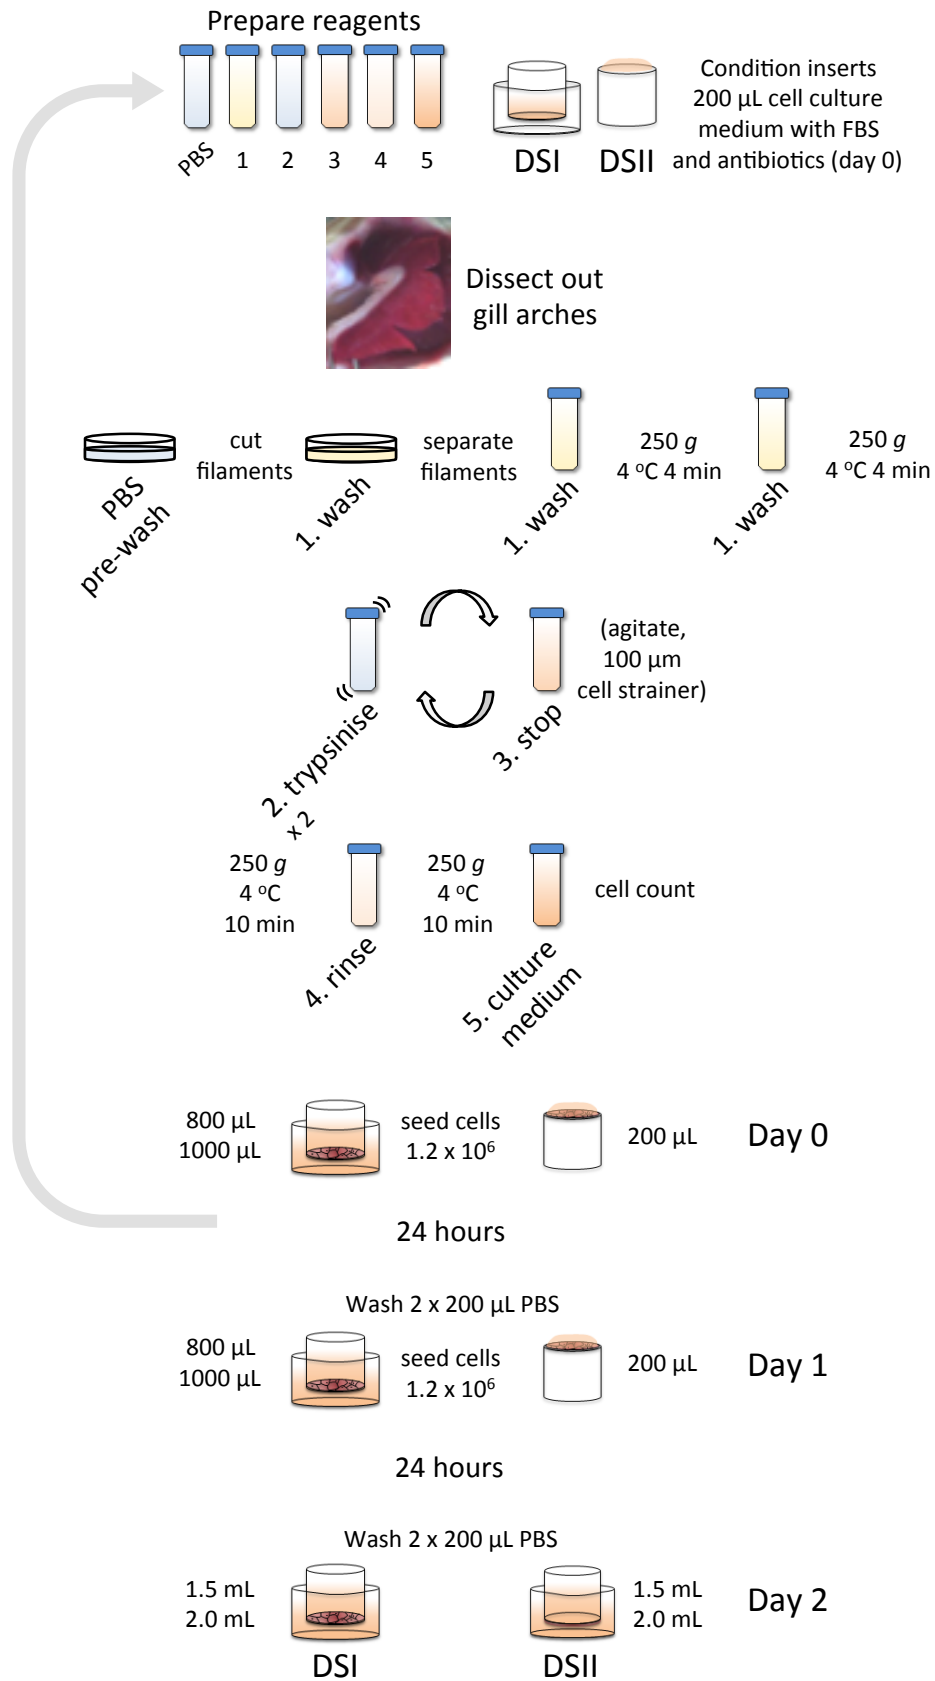 Prepare reagents
PBS
1
2
3
4
5
DSI
DSII
Condition inserts
200 µL cell culture
medium with FBS
and antibiotics (day 0)
Dissect out
gill arches
PBS
pre-wash
cut
filaments
1. wash
separate
filaments
1. wash
250 g
4 °C 4 min
1. wash
250 g
4 °C 4 min
2. trypsinise
x 2
3. stop
(agitate,
100 µm
cell strainer)
250 g
4 °C
10 min
4. rinse
250 g
4 °C
10 min
5. culture
medium
cell count
800 µL
1000 µL
seed cells
1.2 x 10⁶
200 µL
Day 0
24 hours
Wash 2 x 200 µL PBS
800 µL
1000 µL
seed cells
1.2 x 10⁶
200 µL
Day 1
24 hours
Wash 2 x 200 µL PBS
1.5 mL
2.0 mL
DSI
1.5 mL
2.0 mL
DSII
Day 2